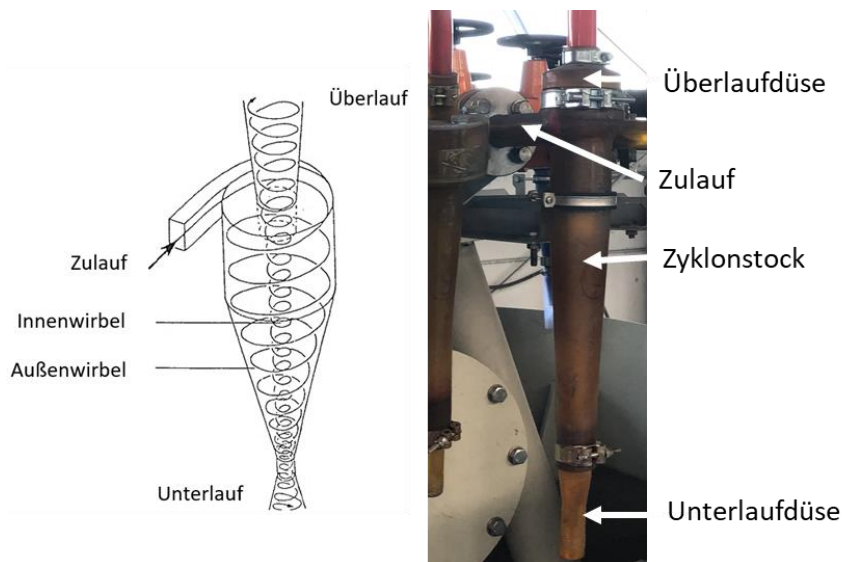 Überlauf
Zulauf
Innenwirbel
Außenwirbel
Unterlauf
Überlaufdüse
Zulauf
Zyklonstock
Unterlaufdüse